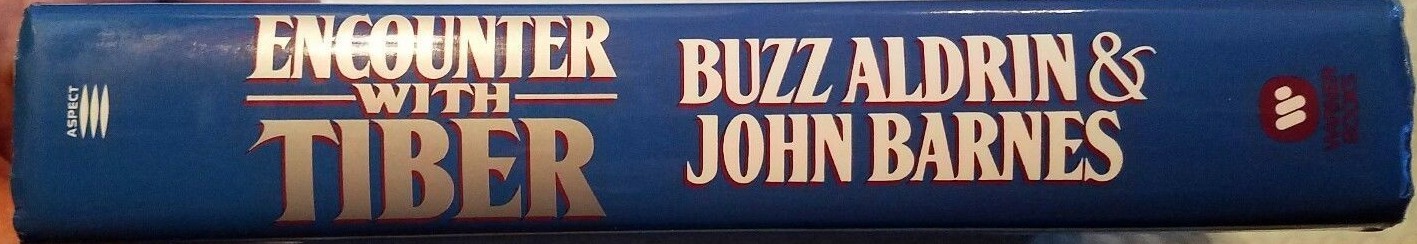 ASPECT
ENCOUNTER
WITH
TIBER
BUZZ ALDRIN &
JOHN BARNES
WARNER
BOOKS